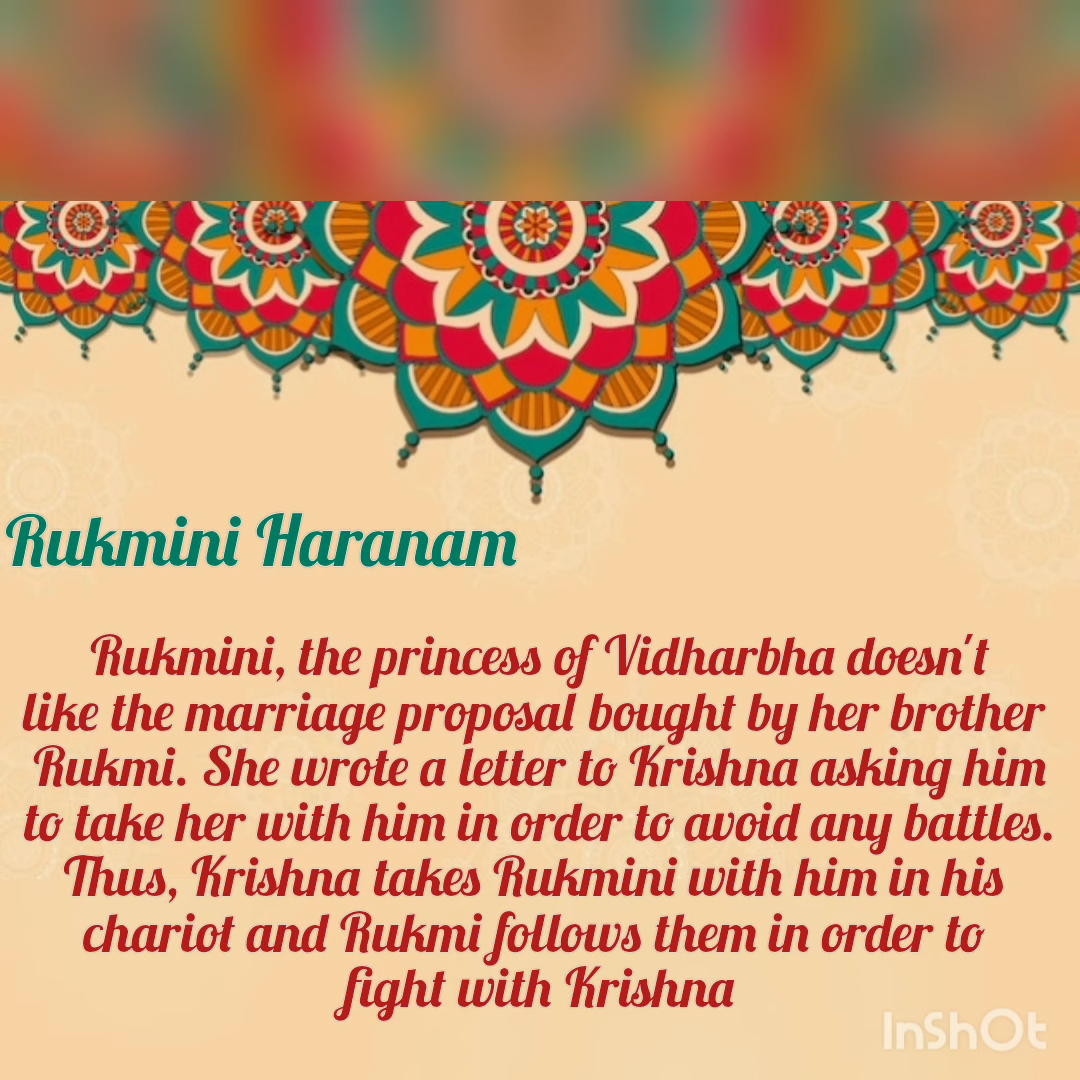 Rukmini Haranam
Rukmini, the princess of Vidharbha doesn't
like the marriage proposal bought by her brother
Rukmi. She wrote a letter to Krishna asking him
to take her with him in order to avoid any battles.
Thus, Krishna takes Rukmini with him in his
chariot and Rukmi follows them in order to
fight with Krishna
InShOt